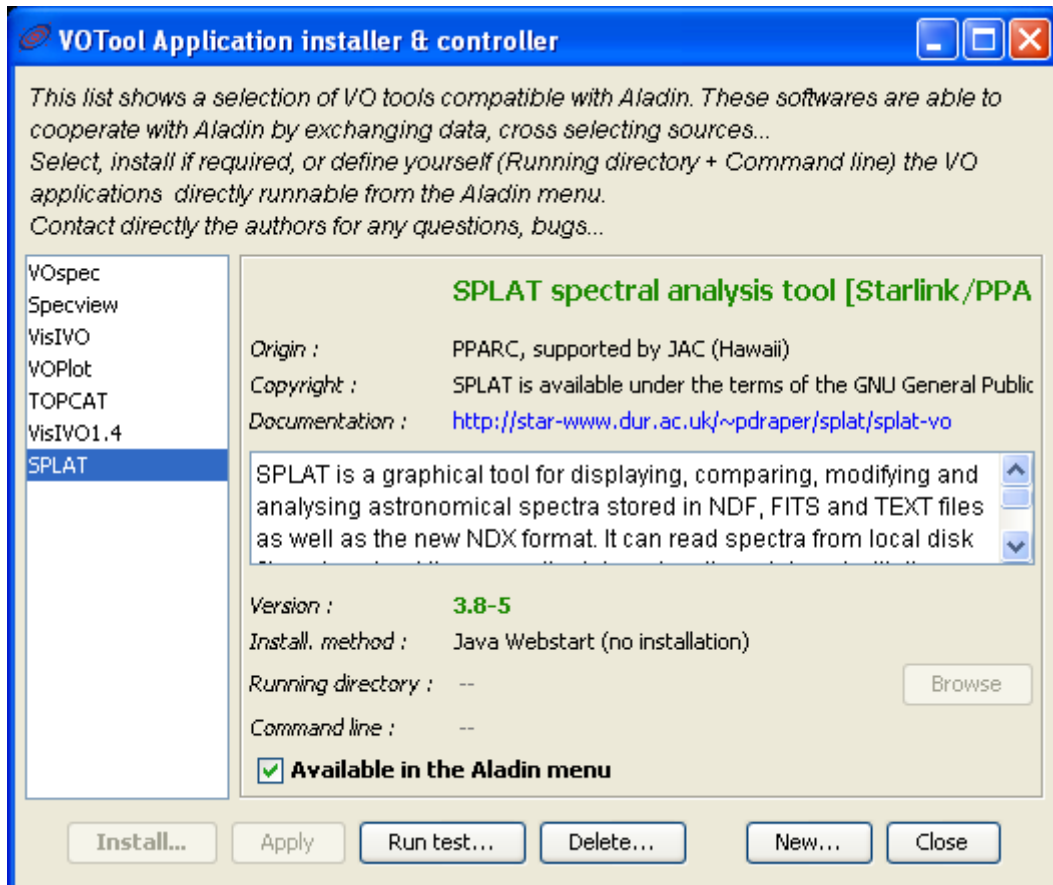 VOTool Application installer & controller
This list shows a selection of VO tools compatible with Aladin. These softwares are able to
cooperate with Aladin by exchanging data, cross selecting sources...
Select, install if required, or define yourself (Running directory + Command line) the VO
applications directly runnable from the Aladin menu.
Contact directly the authors for any questions, bugs...
VOspec
Specview
VisIVO
VOPlot
TOPCAT
VisIVO1.4
SPLAT
SPLAT spectral analysis tool [Starlink/PPA
Origin : PPARC, supported by JAC (Hawaii)
Copyright : SPLAT is available under the terms of the GNU General Public
Documentation : http://star-www.dur.ac.uk/~pdraper/splat/splat-vo
SPLAT is a graphical tool for displaying, comparing, modifying and
analysing astronomical spectra stored in NDF, FITS and TEXT files
as well as the new NDX format. It can read spectra from local disk
Version : 3.8-5
Install. method : Java Webstart (no installation)
Running directory : -- Browse
Command line : --
Available in the Aladin menu
Install... Apply Run test... Delete... New... Close